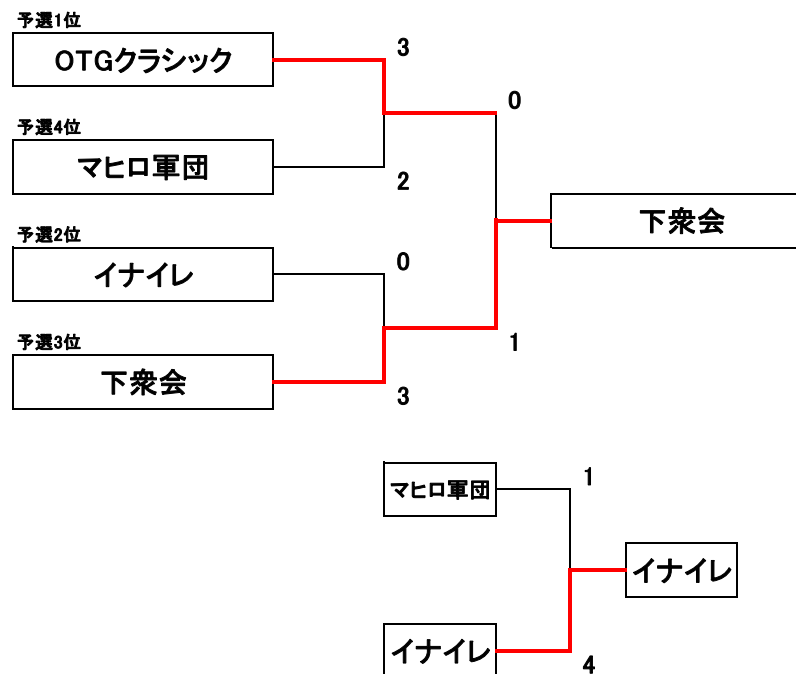 予選1位
OTGクラシック
3
0
予選4位
マヒロ軍団
2
下衆会
予選2位
イナイレ
0
1
予選3位
下衆会
3
マヒロ軍団
1
イナイレ
イナイレ
4